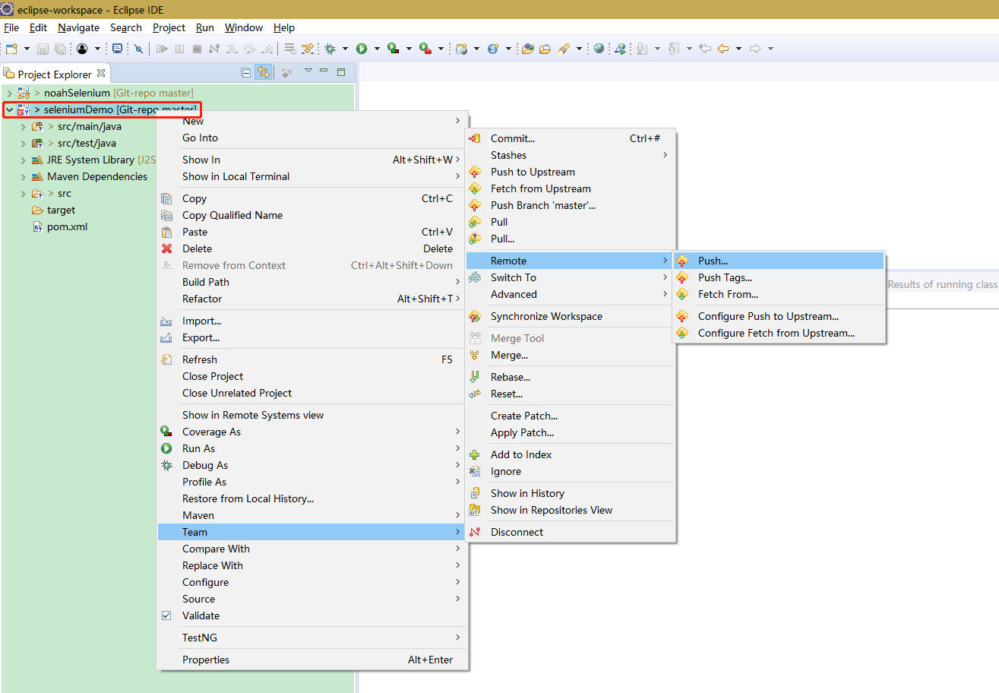 eclipse-workspace - Eclipse IDE
File Edit Navigate Search Project Run Window Help
Project Explorer
> noahSelenium [Git-repo master]
> seleniumDemo [Git-repo master]
> src/main/java
> src/test/java
JRE System Library [J2S
Maven Dependencies
> src
target
pom.xml
New
Go Into
Show In Alt+Shift+W
Show in Local Terminal
Copy Ctrl+C
Copy Qualified Name
Paste Ctrl+V
Delete Delete
Remove from Context Ctrl+Alt+Shift+Down
Build Path
Refactor Alt+Shift+T
Import...
Export...
Refresh F5
Close Project
Close Unrelated Project
Show in Remote Systems view
Coverage As
Run As
Debug As
Profile As
Restore from Local History...
Maven
Team
Compare With
Replace With
Configure
Source
Validate
TestNG
Properties Alt+Enter
Commit... Ctrl+#
Stashes
Push to Upstream
Fetch from Upstream
Push Branch 'master'...
Pull
Pull...
Remote
Switch To
Advanced
Synchronize Workspace
Merge Tool
Merge...
Rebase...
Reset...
Create Patch...
Apply Patch...
Add to Index
Ignore
Show in History
Show in Repositories View
Disconnect
Push...
Push Tags...
Fetch From...
Configure Push to Upstream...
Configure Fetch from Upstream...
Results of running class